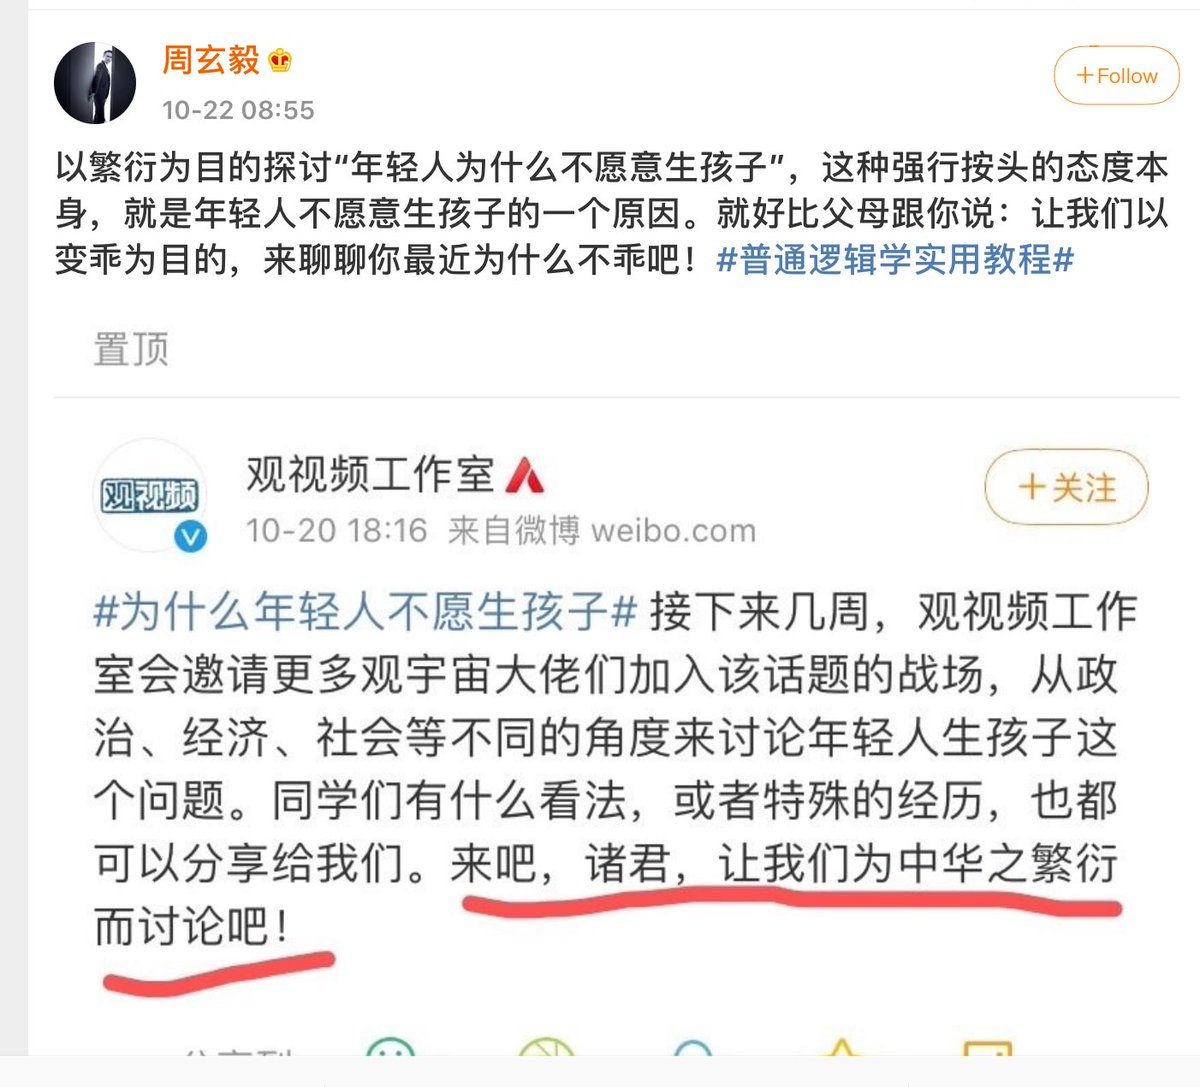 周玄毅
10-22 08:55
+Follow
以繁衍为目的探讨“年轻人为什么不愿意生孩子”，这种强行按头的态度本
身，就是年轻人不愿意生孩子的一个原因。就好比父母跟你说：让我们以
变乖为目的，来聊聊你最近为什么不乖吧！#普通逻辑学实用教程#
置顶
观视频
观视频工作室
10-20 18:16 来自微博 weibo.com
+关注
#为什么年轻人不愿生孩子# 接下来几周，观视频工作
室会邀请更多观宇宙大佬们加入该话题的战场，从政
治、经济、社会等不同的角度来讨论年轻人生孩子这
个问题。同学们有什么看法，或者特殊的经历，也都
可以分享给我们。来吧，诸君，让我们为中华之繁衍
而讨论吧！